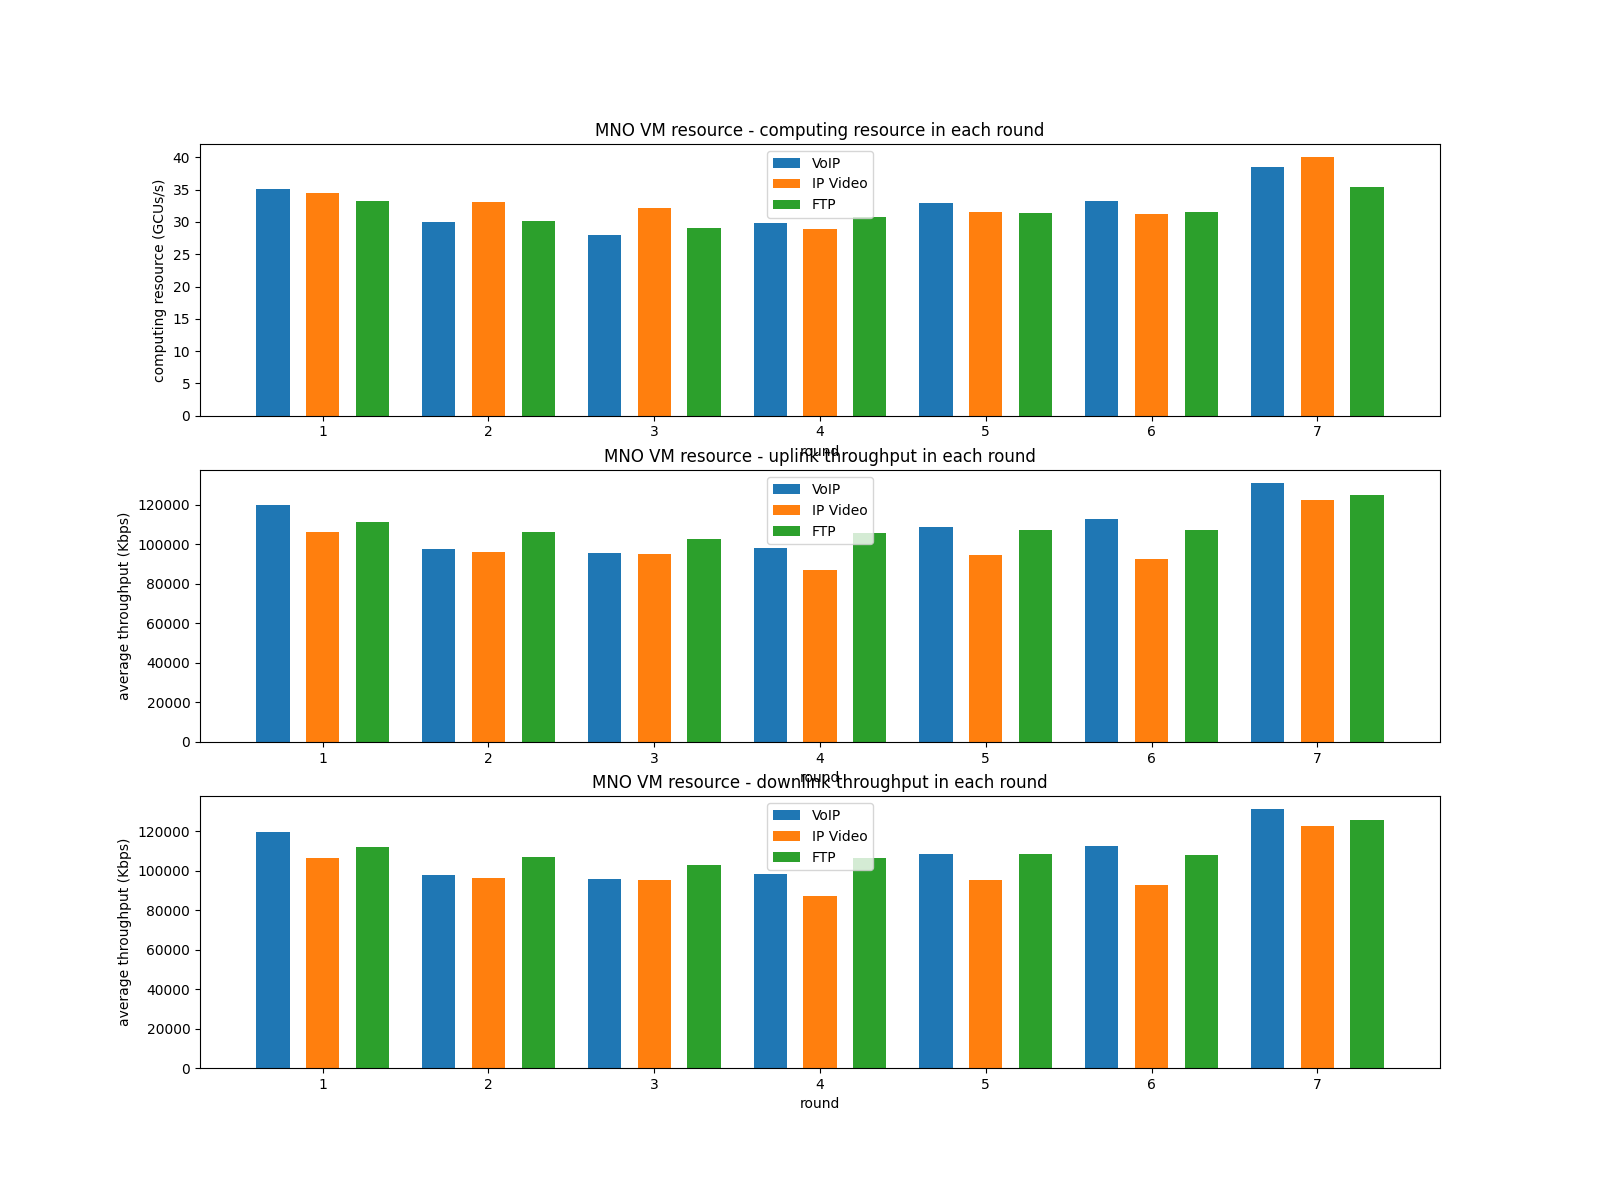 MNO VM resource - computing resource in each round
computing resource (GCUs/s)
40
35
30
25
20
15
10
5
0
VoIP
IP Video
FTP
1 2 3 4 5 6 7
round
MNO VM resource - uplink throughput in each round
average throughput (Kbps)
120000
100000
80000
60000
40000
20000
0
VoIP
IP Video
FTP
1 2 3 4 5 6 7
round
MNO VM resource - downlink throughput in each round
average throughput (Kbps)
120000
100000
80000
60000
40000
20000
0
VoIP
IP Video
FTP
1 2 3 4 5 6 7
round